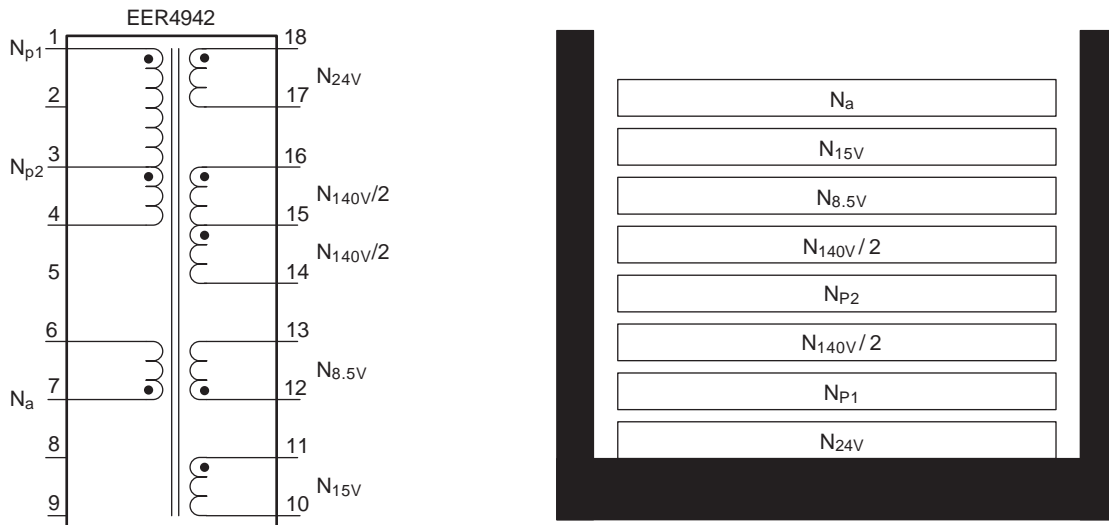 EER4942
Np1
1
2
3
Np2
4
5
6
7
Na
8
9
18
N24V
17
16
N140V/2
15
N140V/2
14
13
N8.5V
12
11
N15V
10
Na
N15V
N8.5V
N140V/2
NP2
N140V/2
NP1
N24V